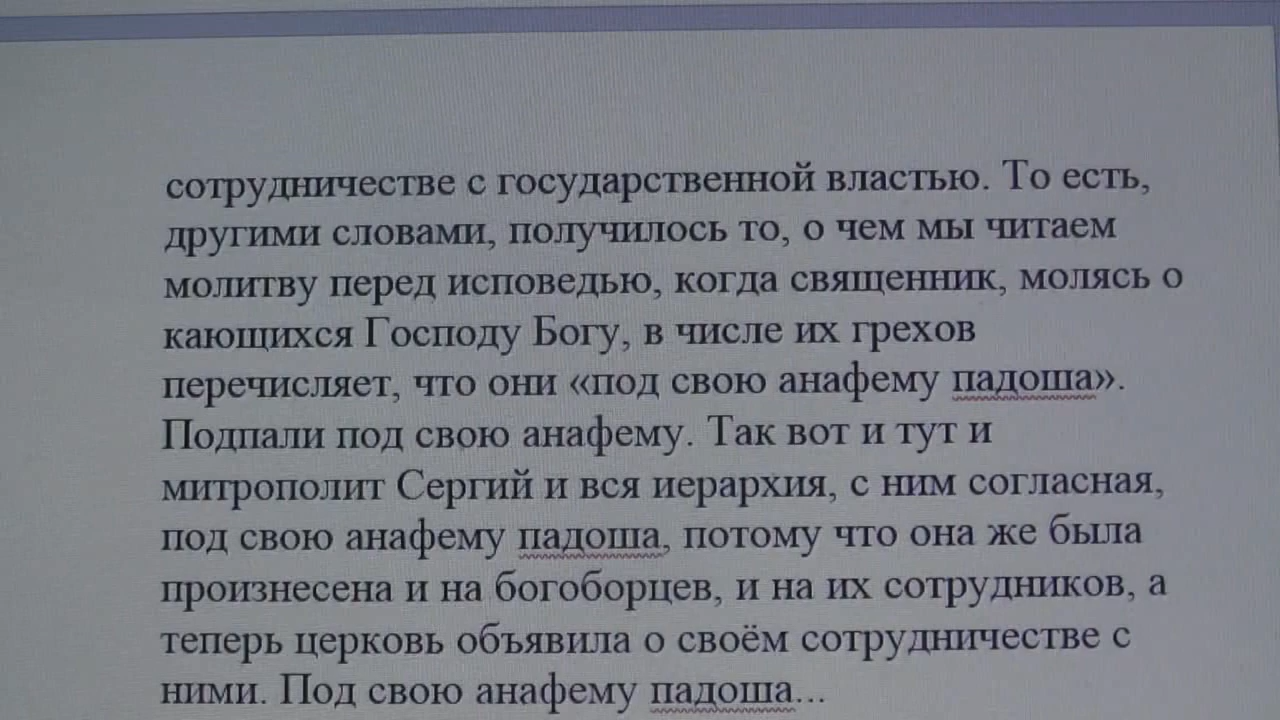 сотрудничестве с государственной властью. То есть,
другими словами, получилось то, о чем мы читаем
молитву перед исповедью, когда священник, молясь о
кающихся Господу Богу, в числе их грехов
перечисляет, что они «под свою анафему падоша».
Подпали под свою анафему. Так вот и тут и
митрополит Сергий и вся иерархия, с ним согласная,
под свою анафему падоша, потому что она же была
произнесена и на богоборцев, и на их сотрудников, а
теперь церковь объявила о своём сотрудничестве с
ними. Под свою анафему падоша...